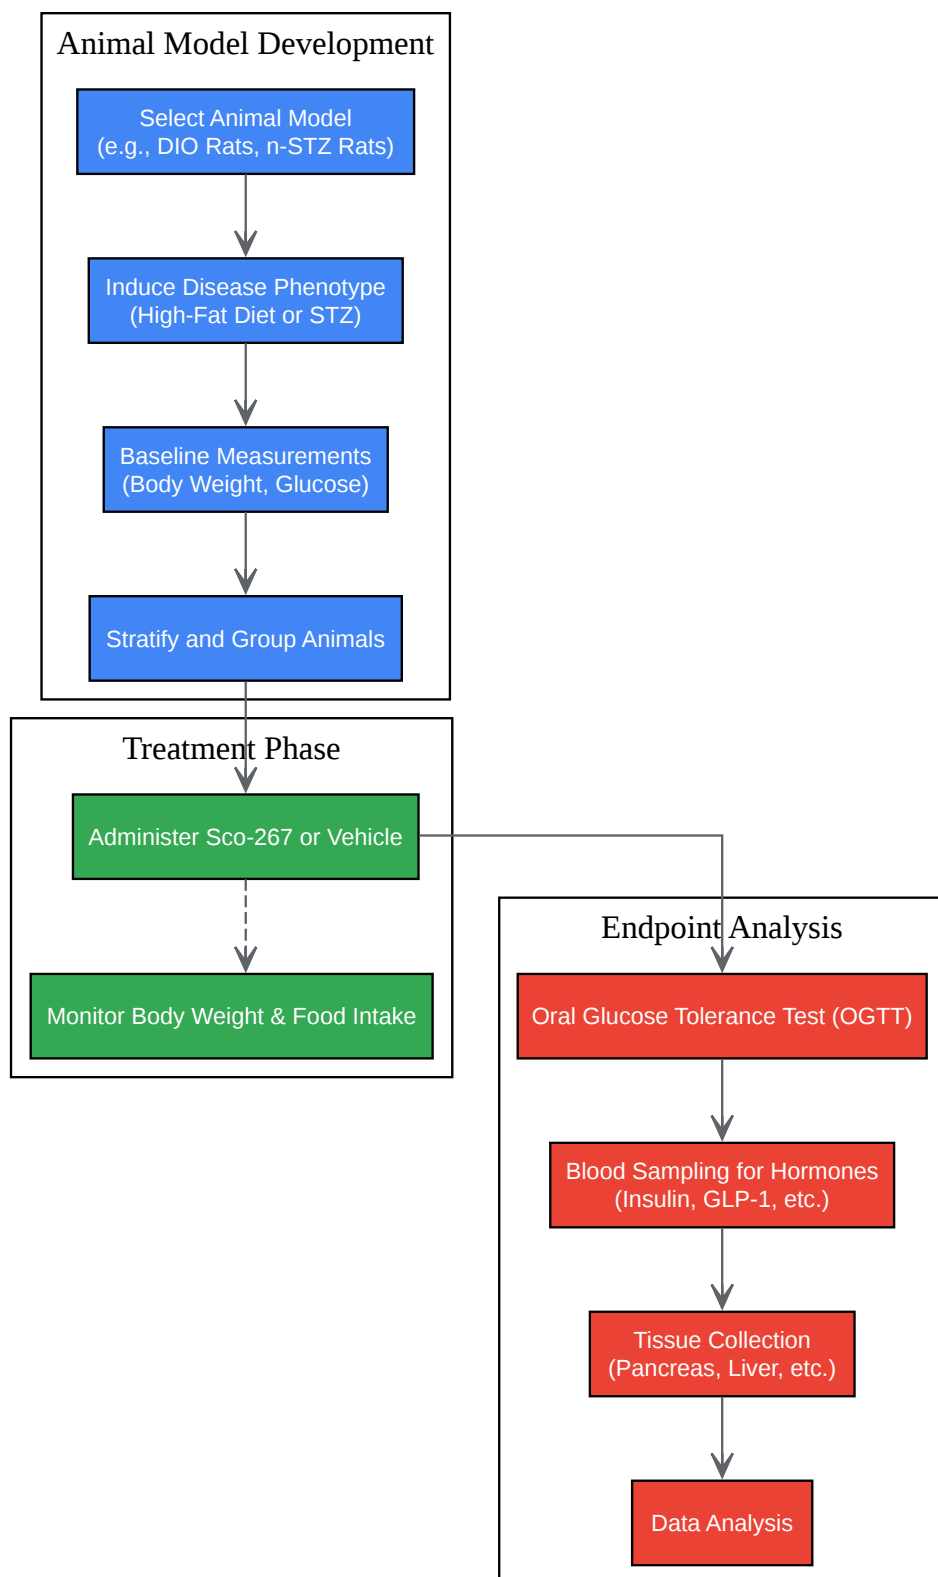 Animal Model Development
Select Animal Model
(e.g., DIO Rats, n-STZ Rats)
Induce Disease Phenotype
(High-Fat Diet or STZ)
Baseline Measurements
(Body Weight, Glucose)
Stratify and Group Animals
Treatment Phase
Administer Sco-267 or Vehicle
Monitor Body Weight & Food Intake
Endpoint Analysis
Oral Glucose Tolerance Test (OGTT)
Blood Sampling for Hormones
(Insulin, GLP-1, etc.)
Tissue Collection
(Pancreas, Liver, etc.)
Data Analysis